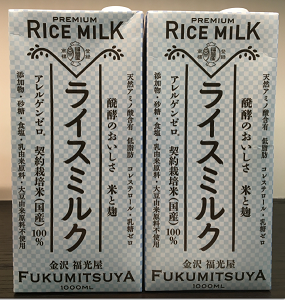 PREMIUM
RICE MILK
天然アミノ酸含有 低脂肪 コレステロール・乳糖ゼロ
醗酵のおいしさ 米と麹
ライスミルク
アレルゲンゼロ。契約栽培米(国産)100%
添加物・砂糖・食塩・乳由来原料・大豆由来原料不使用
金沢 福光屋
FUKUMITSUYA
1000ML
PREMIUM
RICE MILK
天然アミノ酸含有 低脂肪 コレステロール・乳糖ゼロ
醗酵のおいしさ 米と麹
ライスミルク
アレルゲンゼロ。契約栽培米(国産)100%
添加物・砂糖・食塩・乳由来原料・大豆由来原料不使用
金沢 福光屋
FUKUMITSUYA
1000ML